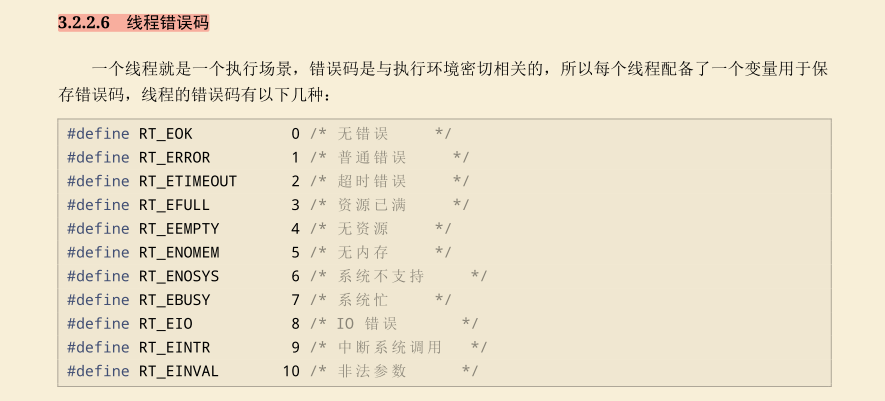 3.2.2.6 线程错误码
一个线程就是一个执行场景，错误码是与执行环境密切相关的，所以每个线程配备了一个变量用于保
存错误码，线程的错误码有以下几种：
#define RT_EOK 0 /* 无错误 */
#define RT_ERROR 1 /* 普通错误 */
#define RT_ETIMEOUT 2 /* 超时错误 */
#define RT_EFULL 3 /* 资源已满 */
#define RT_EEMPTY 4 /* 无资源 */
#define RT_ENOMEM 5 /* 无内存 */
#define RT_ENOSYS 6 /* 系统不支持 */
#define RT_EBUSY 7 /* 系统忙 */
#define RT_EIO 8 /* IO 错误 */
#define RT_EINTR 9 /* 中断系统调用 */
#define RT_EINVAL 10 /* 非法参数 */